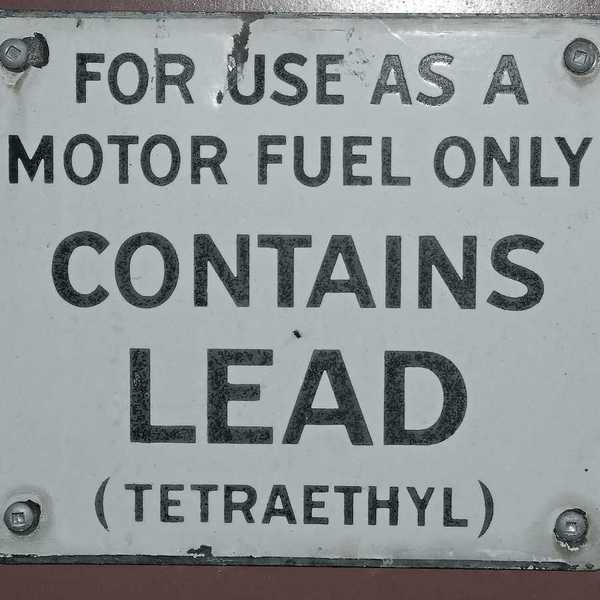 FOR USE AS A
MOTOR FUEL ONLY
CONTAINS
LEAD
(TETRAETHYL)